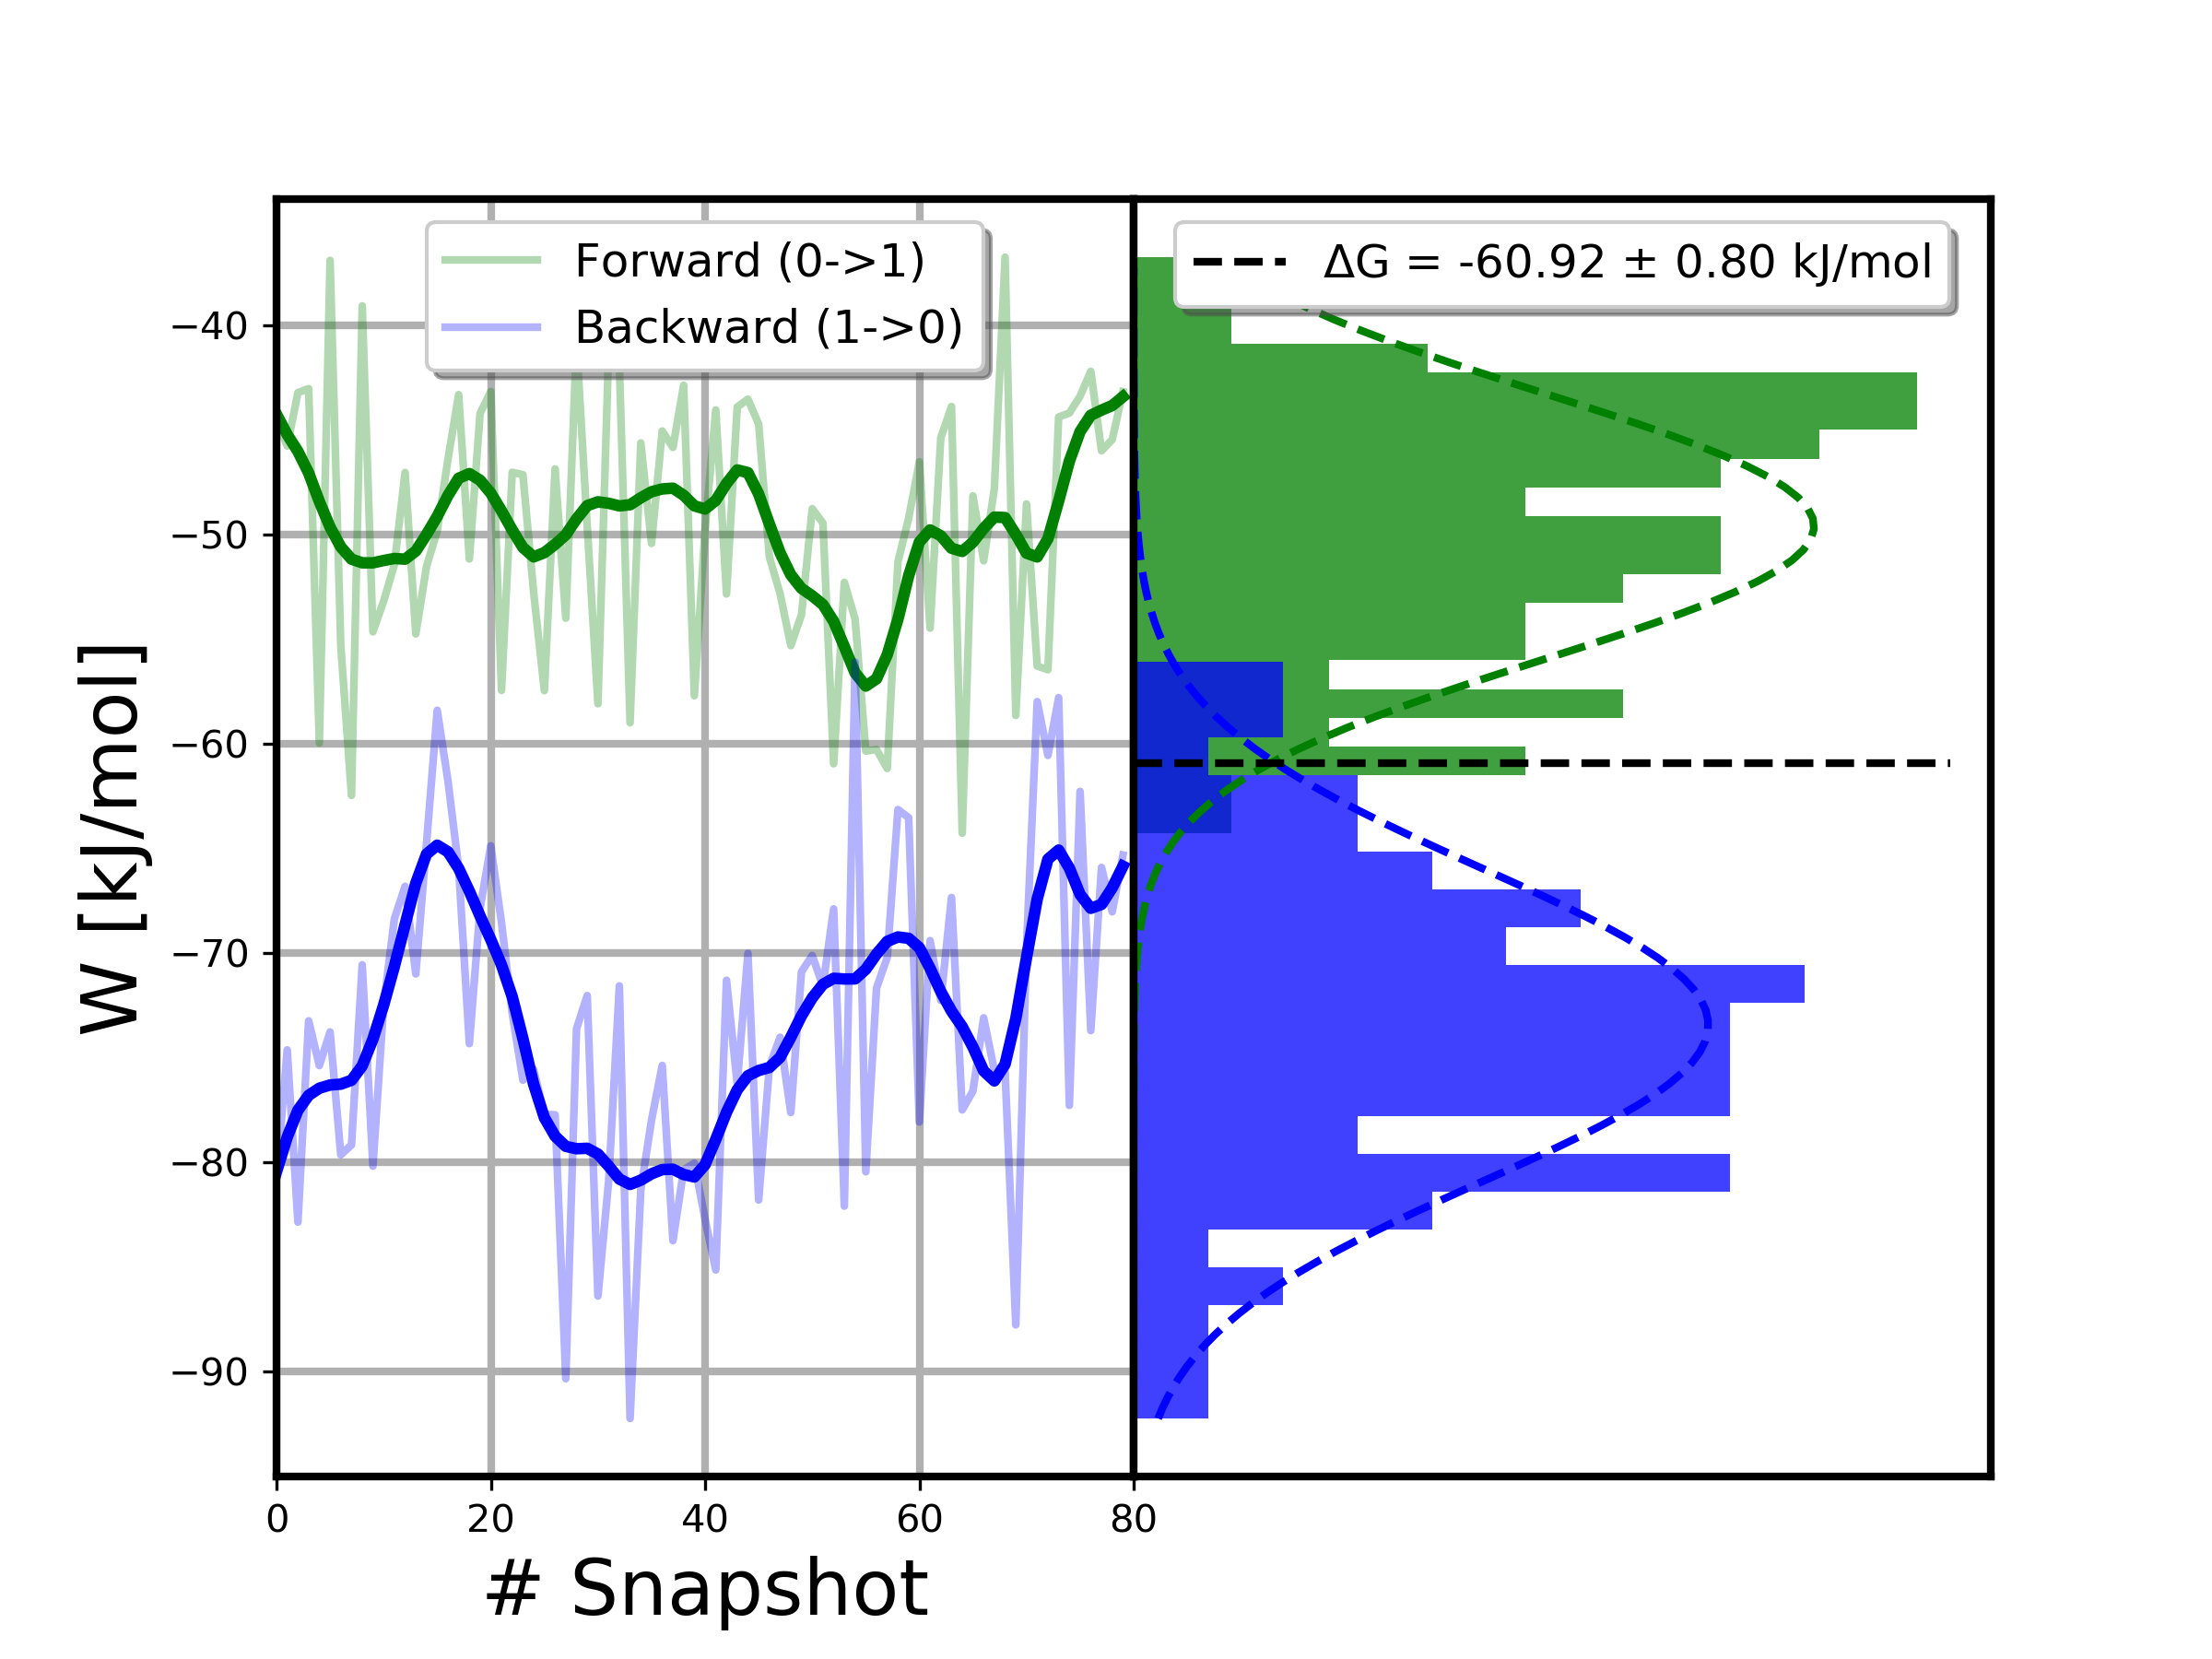 Forward (0->1)
Backward (1->0)
ΔG = -60.92 ± 0.80 kJ/mol
W [kJ/mol]
−40
−50
−60
−70
−80
−90
0 20 40 60 80
# Snapshot